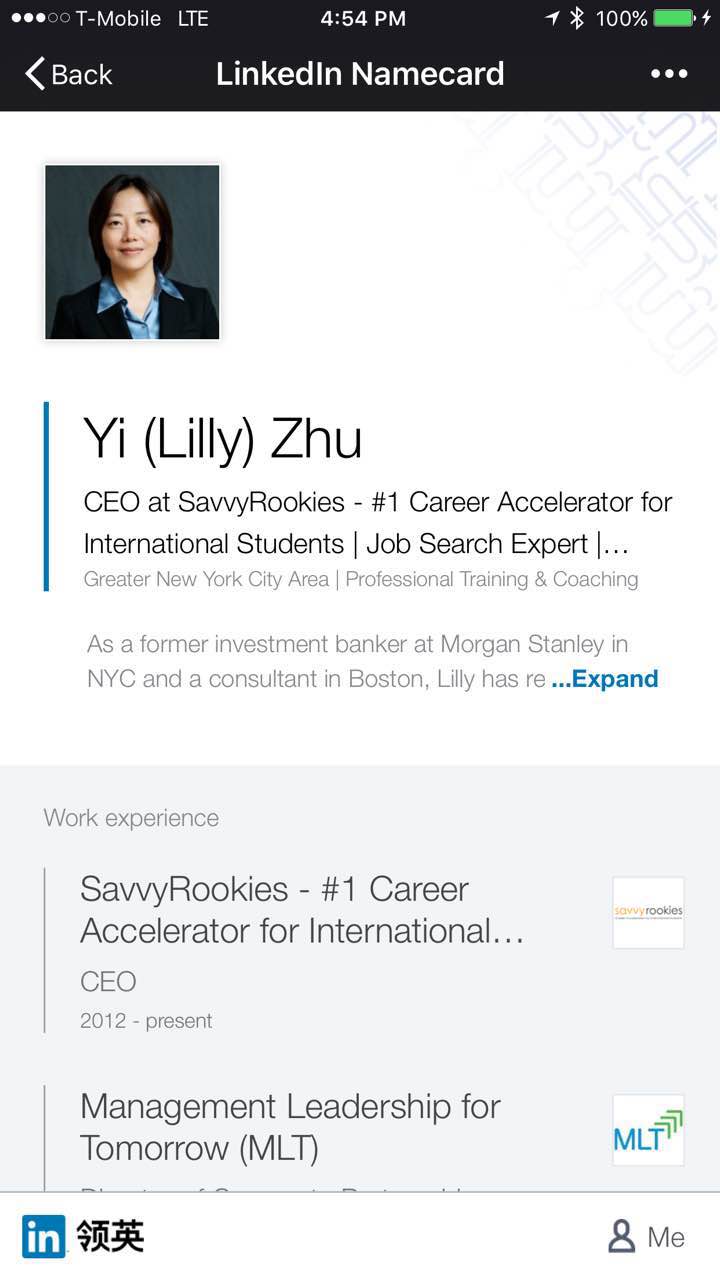 T-Mobile LTE 4:54 PM 100%
Back LinkedIn Namecard
Yi (Lilly) Zhu
CEO at SavvyRookies - #1 Career Accelerator for
International Students | Job Search Expert |...
Greater New York City Area | Professional Training & Coaching
As a former investment banker at Morgan Stanley in
NYC and a consultant in Boston, Lilly has re ...Expand
Work experience
SavvyRookies - #1 Career
Accelerator for International...
savvyrookies
CEO
2012 - present
Management Leadership for
Tomorrow (MLT)
MLT
in 领英 Me